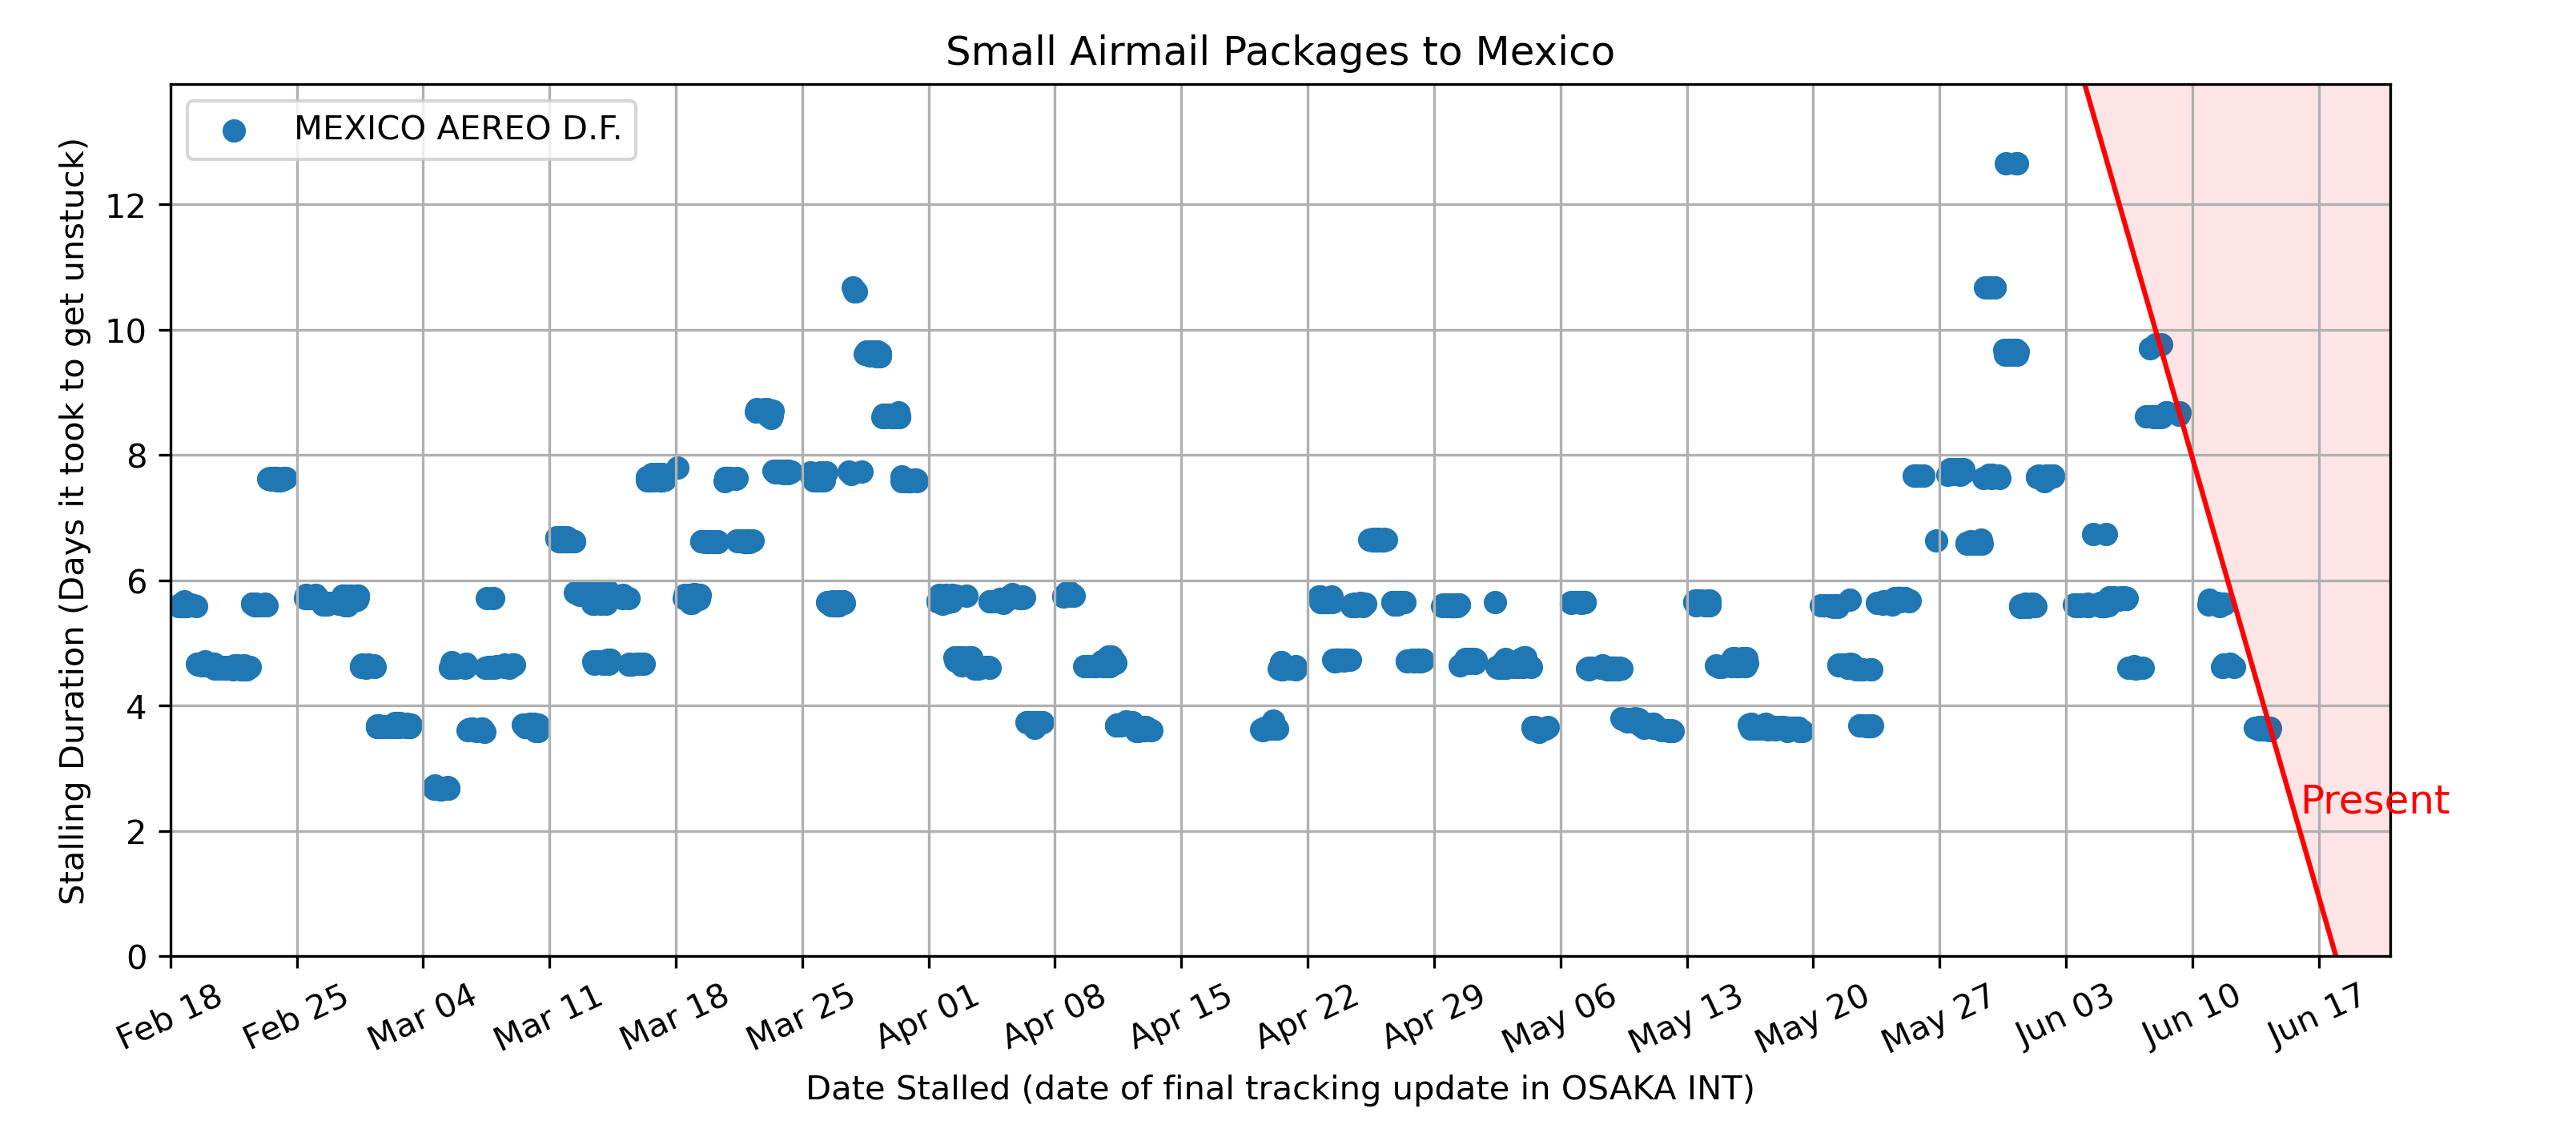 Small Airmail Packages to Mexico
MEXICO AEREO D.F.
Stalling Duration (Days it took to get unstuck)
12
10
8
6
4
2
0
Present
Feb 18
Feb 25
Mar 04
Mar 11
Mar 18
Mar 25
Apr 01
Apr 08
Apr 15
Apr 22
Apr 29
May 06
May 13
May 20
May 27
Jun 03
Jun 10
Jun 17
Date Stalled (date of final tracking update in OSAKA INT)